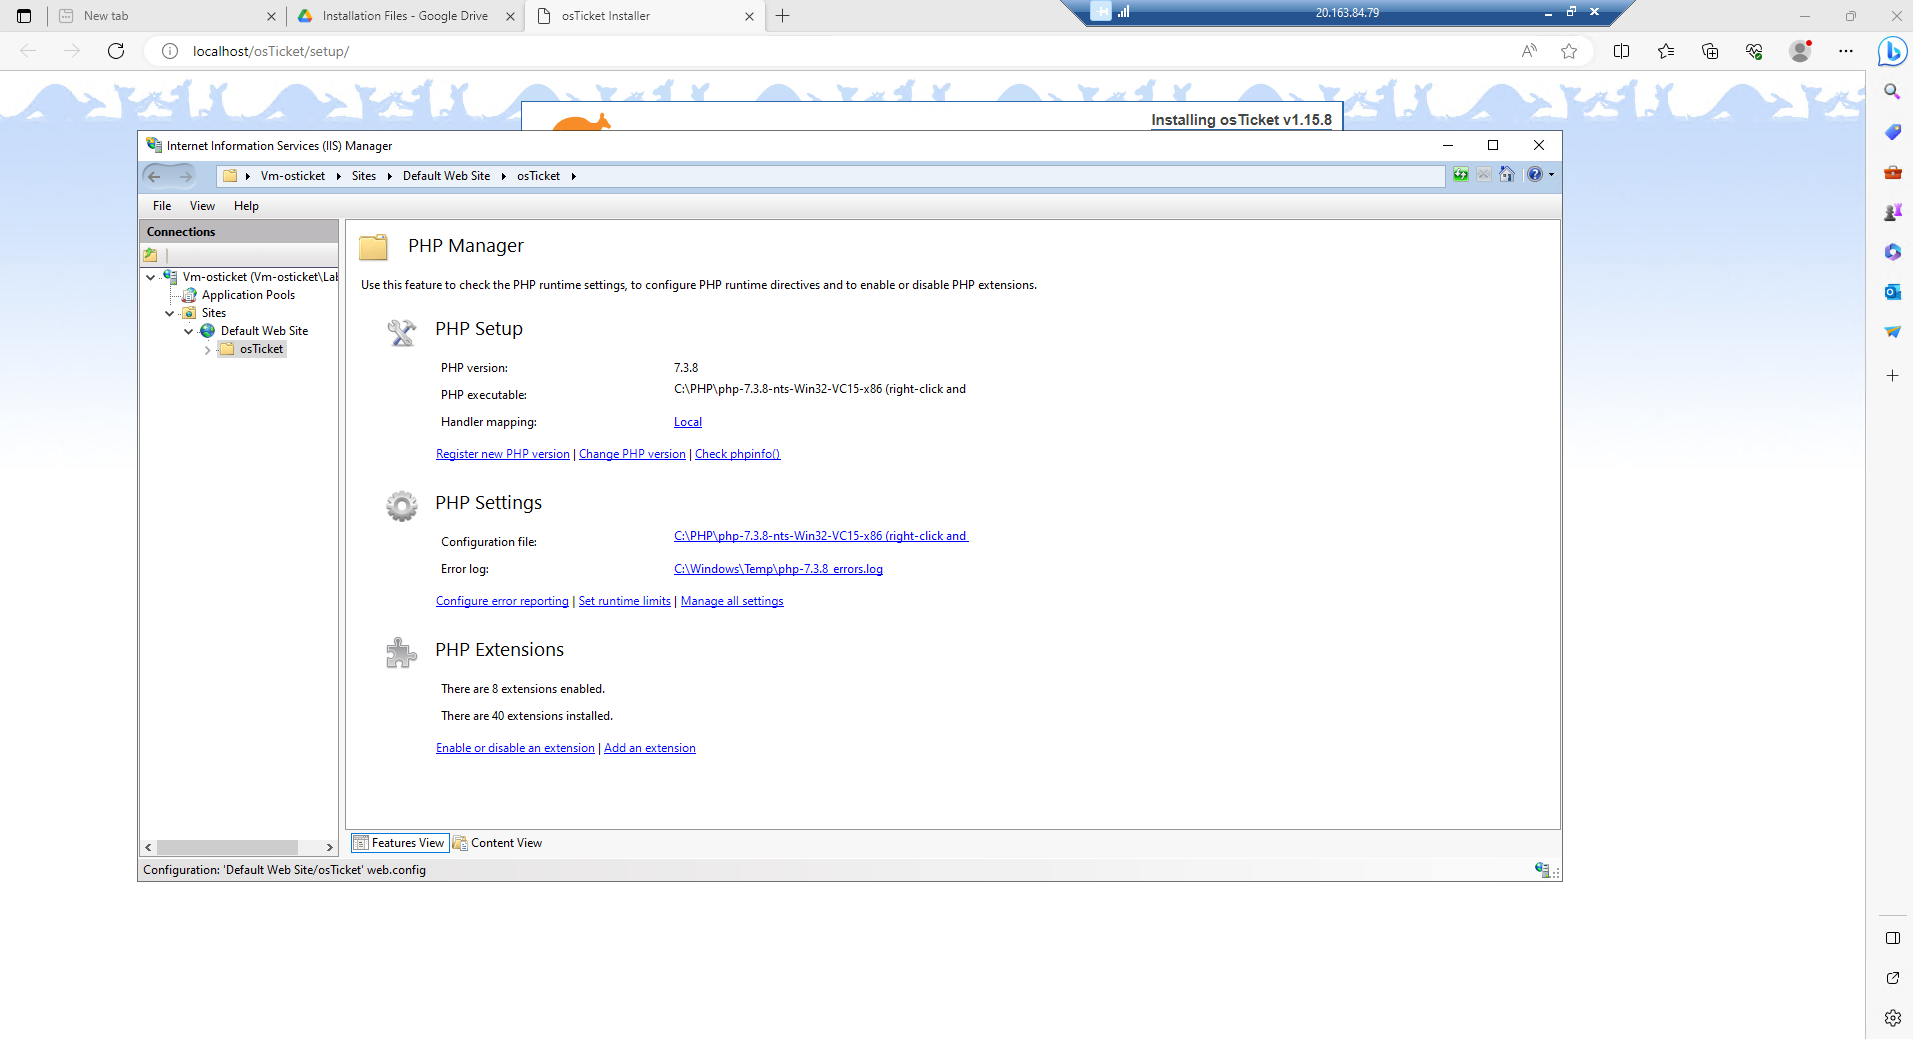 New tab
Installation Files - Google Drive
osTicket Installer
20.163.84.79
localhost/osTicket/setup/
Installing osTicket v1.15.8
Internet Information Services (IIS) Manager
Vm-osticket
Sites
Default Web Site
osTicket
File
View
Help
Connections
Vm-osticket (Vm-osticket\Lab
Application Pools
Sites
Default Web Site
osTicket
PHP Manager
Use this feature to check the PHP runtime settings, to configure PHP runtime directives and to enable or disable PHP extensions.
PHP Setup
PHP version: 7.3.8
PHP executable: C:\PHP\php-7.3.8-nts-Win32-VC15-x86 (right-click and
Handler mapping: Local
Register new PHP version | Change PHP version | Check phpinfo()
PHP Settings
Configuration file: C:\PHP\php-7.3.8-nts-Win32-VC15-x86 (right-click and
Error log: C:\Windows\Temp\php-7.3.8_errors.log
Configure error reporting | Set runtime limits | Manage all settings
PHP Extensions
There are 8 extensions enabled.
There are 40 extensions installed.
Enable or disable an extension | Add an extension
Features View
Content View
Configuration: 'Default Web Site/osTicket' web.config